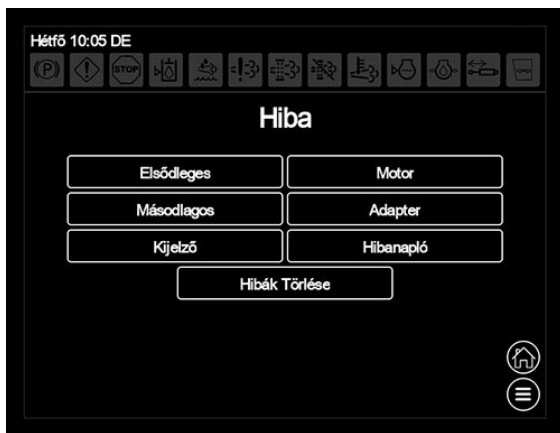 Hétfő 10:05 DE
(P) STOP
Hiba
Elsődleges Motor
Másodlagos Adapter
Kijelző Hibanapló
Hibák Törlése